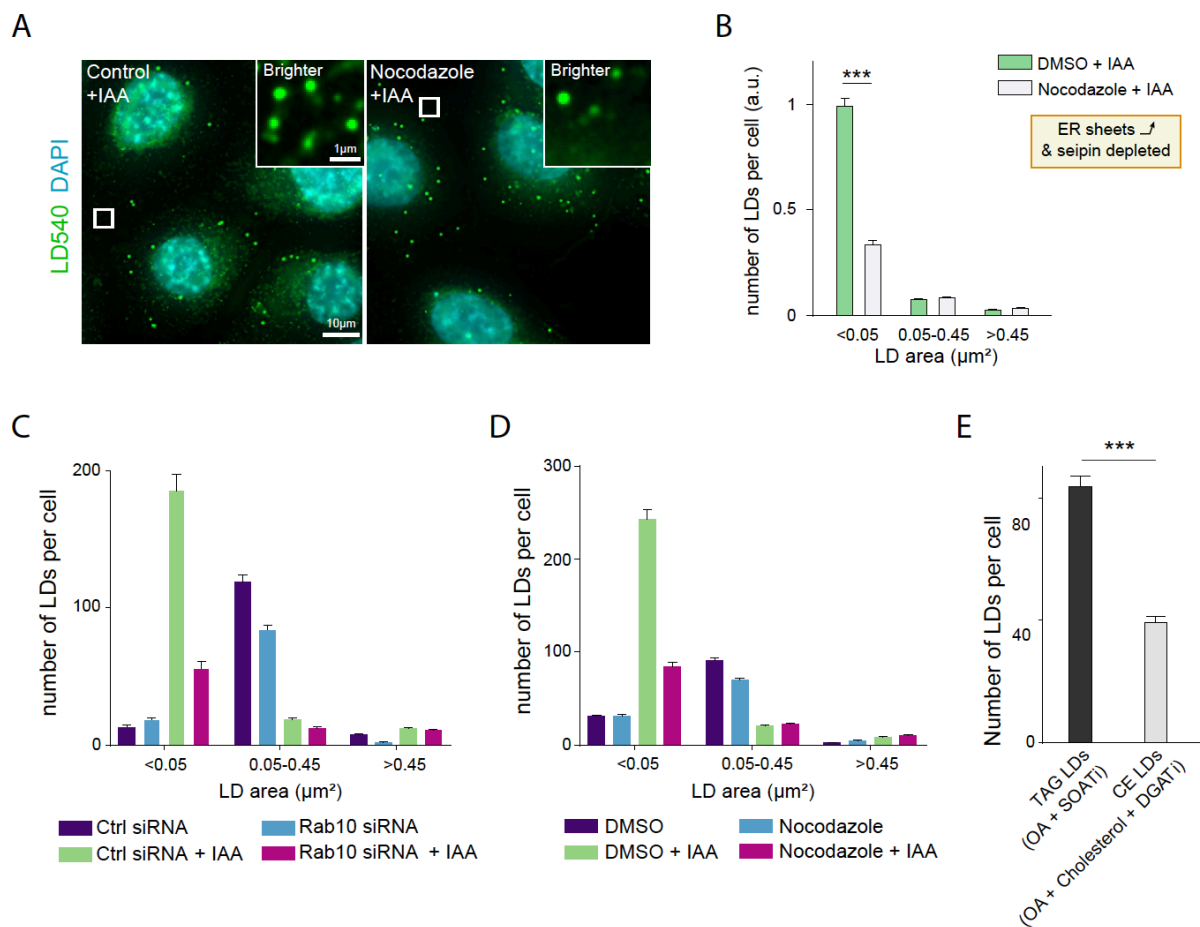 A
LD540 DAPI
Control
+IAA
Brighter
1µm
10µm
Nocodazole
+IAA
Brighter
B
number of LDs per cell (a.u.)
1
0.5
0
***
<0.05
0.05-0.45
>0.45
LD area (µm²)
DMSO + IAA
Nocodazole + IAA
ER sheets
& seipin depleted
C
number of LDs per cell
200
100
0
<0.05
0.05-0.45
>0.45
LD area (µm²)
Ctrl siRNA
Rab10 siRNA
Ctrl siRNA + IAA
Rab10 siRNA + IAA
D
number of LDs per cell
300
200
100
0
<0.05
0.05-0.45
>0.45
LD area (µm²)
DMSO
Nocodazole
DMSO + IAA
Nocodazole + IAA
E
Number of LDs per cell
***
80
40
0
TAG LDs
(OA + SOATi)
CE LDs
(OA + Cholesterol + DGATi)